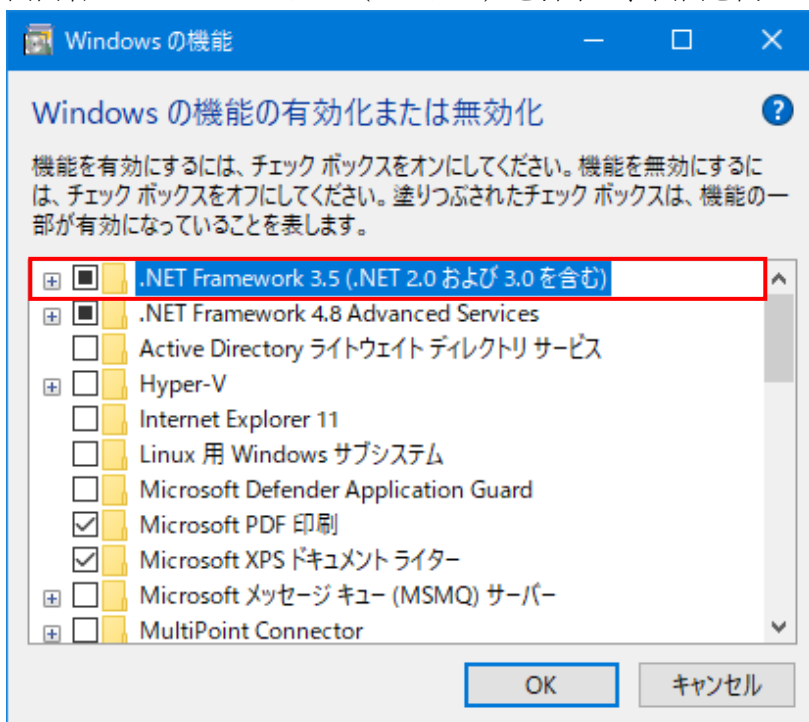 Windows の機能
Windows の機能の有効化または無効化
機能を有効にするには、チェック ボックスをオンにしてください。機能を無効にするに
は、チェック ボックスをオフにしてください。塗りつぶされたチェック ボックスは、機能の一
部が有効になっていることを表します。
.NET Framework 3.5 (.NET 2.0 および 3.0 を含む)
.NET Framework 4.8 Advanced Services
Active Directory ライトウェイト ディレクトリ サービス
Hyper-V
Internet Explorer 11
Linux 用 Windows サブシステム
Microsoft Defender Application Guard
Microsoft PDF 印刷
Microsoft XPS ドキュメント ライター
Microsoft メッセージ キュー (MSMQ) サーバー
MultiPoint Connector
OK
キャンセル